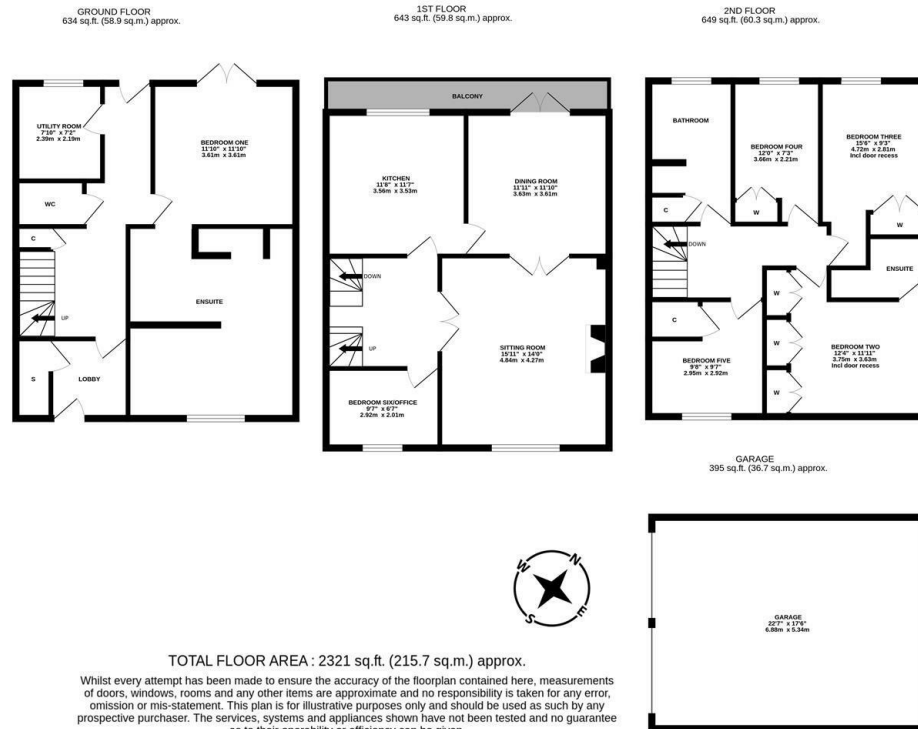 GROUND FLOOR
634 sq.ft. (58.9 sq.m.) approx.
UTILITY ROOM
7'10" x 7'2"
2.39m x 2.19m
BEDROOM ONE
11'10" x 11'10"
3.61m x 3.61m
WC
C
ENSUITE
UP
S
LOBBY
1ST FLOOR
643 sq.ft. (59.8 sq.m.) approx.
BALCONY
KITCHEN
11'8" x 11'7"
3.56m x 3.53m
DINING ROOM
11'11" x 11'10"
3.63m x 3.61m
DOWN
UP
SITTING ROOM
15'11" x 14'0"
4.84m x 4.27m
BEDROOM SIX/OFFICE
9'7" x 6'7"
2.92m x 2.01m
2ND FLOOR
649 sq.ft. (60.3 sq.m.) approx.
BATHROOM
BEDROOM FOUR
12'0" x 7'3"
3.66m x 2.21m
BEDROOM THREE
15'6" x 9'3"
4.72m x 2.81m
Incl door recess
C
W
W
DOWN
ENSUITE
W
C
W
BEDROOM TWO
12'4" x 11'11"
3.75m x 3.63m
Incl door recess
BEDROOM FIVE
9'8" x 9'7"
2.95m x 2.92m
W
GARAGE
395 sq.ft. (36.7 sq.m.) approx.
GARAGE
22'7" x 17'6"
6.88m x 5.34m
N
W
E
S
TOTAL FLOOR AREA : 2321 sq.ft. (215.7 sq.m.) approx.
Whilst every attempt has been made to ensure the accuracy of the floorplan contained here, measurements
of doors, windows, rooms and any other items are approximate and no responsibility is taken for any error,
omission or mis-statement. This plan is for illustrative purposes only and should be used as such by any
prospective purchaser. The services, systems and appliances shown have not been tested and no guarantee
as to their operability or efficiency can be given.